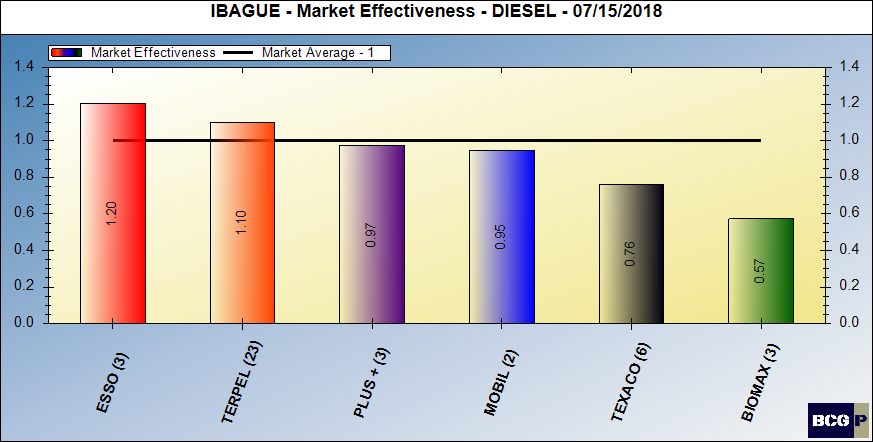 IBAGUE - Market Effectiveness - DIESEL - 07/15/2018
Market Effectiveness
Market Average - 1
1.4
1.2
1.0
0.8
0.6
0.4
0.2
0.0
1.20
1.10
0.97
0.95
0.76
0.57
1.4
1.2
1.0
0.8
0.6
0.4
0.2
0.0
ESSO (3)
TERPEL (23)
PLUS + (3)
MOBIL (2)
TEXACO (6)
BIOMAX (3)
BCG P